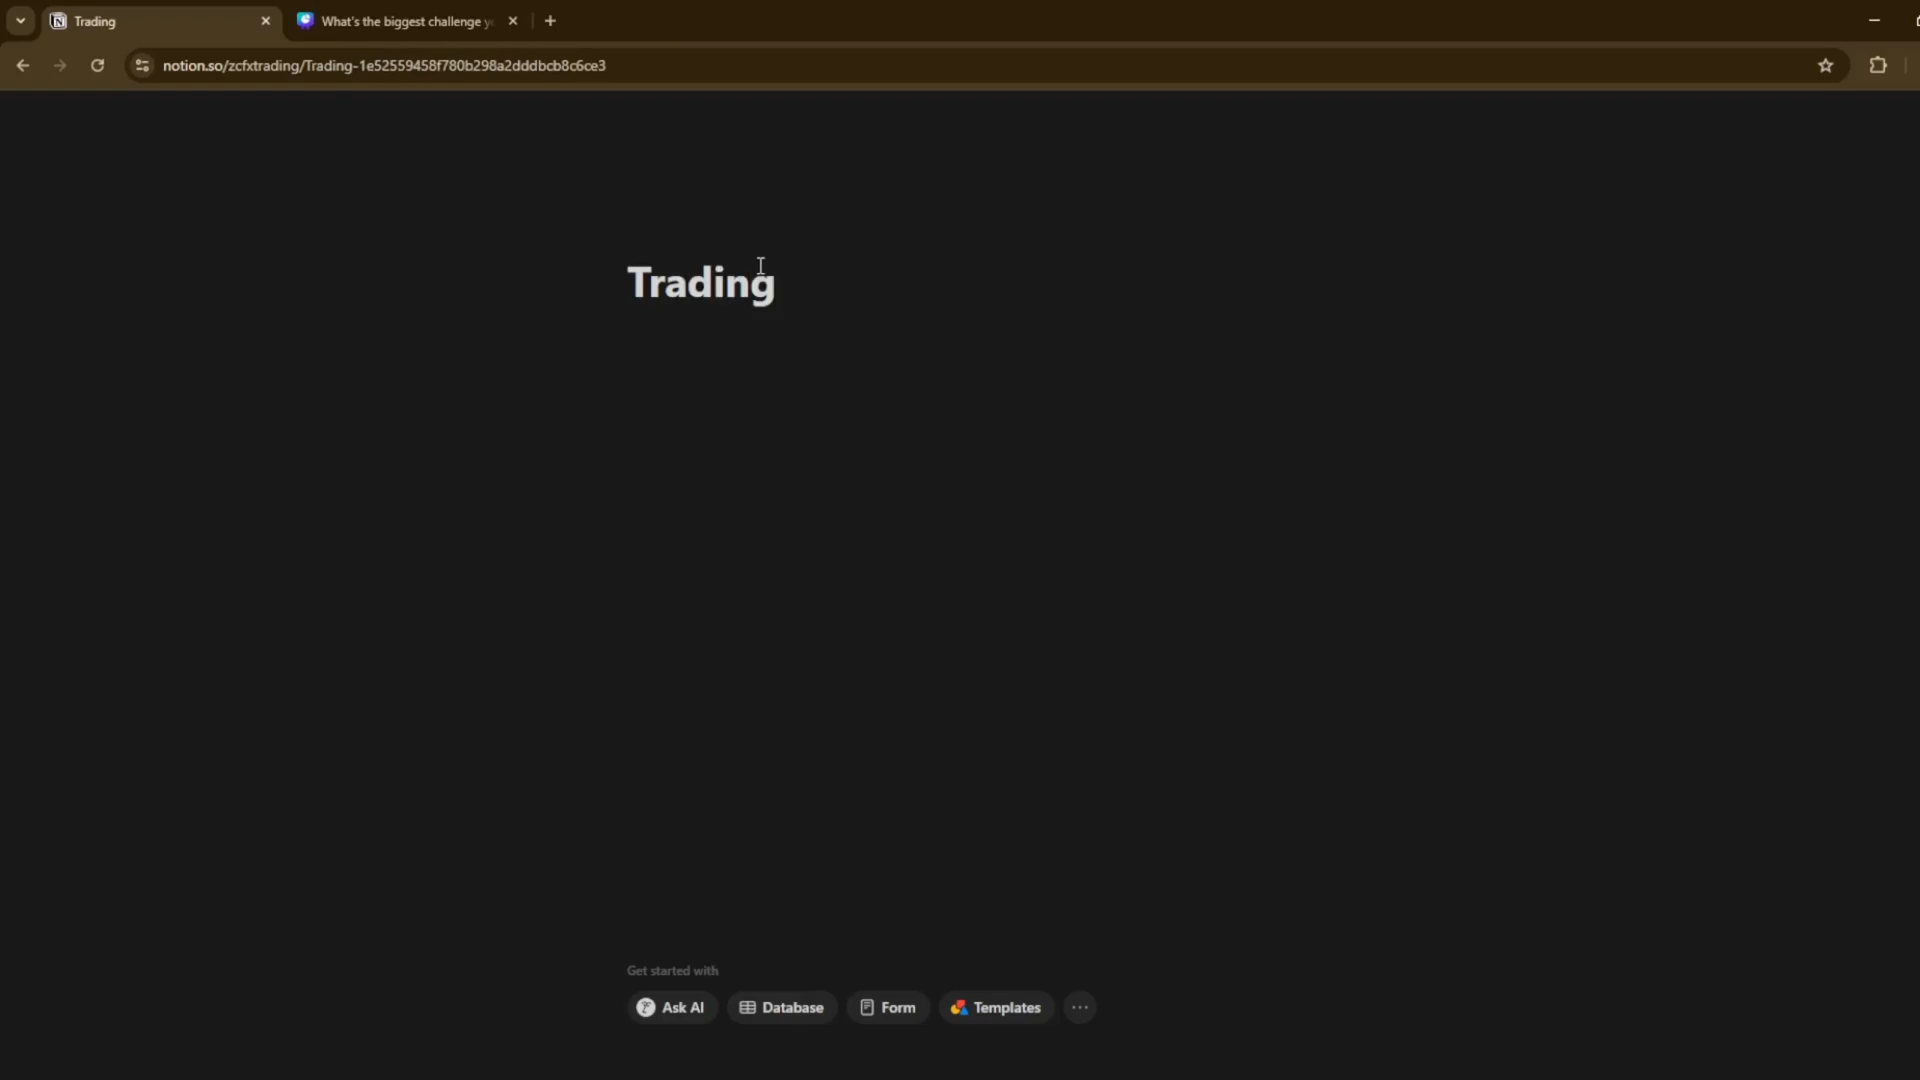 Trading
What's the biggest challenge y
notion.so/zcfxtrading/Trading-1e52559458f780b298a2dddbcb8c6ce3
Trading
Get started with
Ask AI
Database
Form
Templates